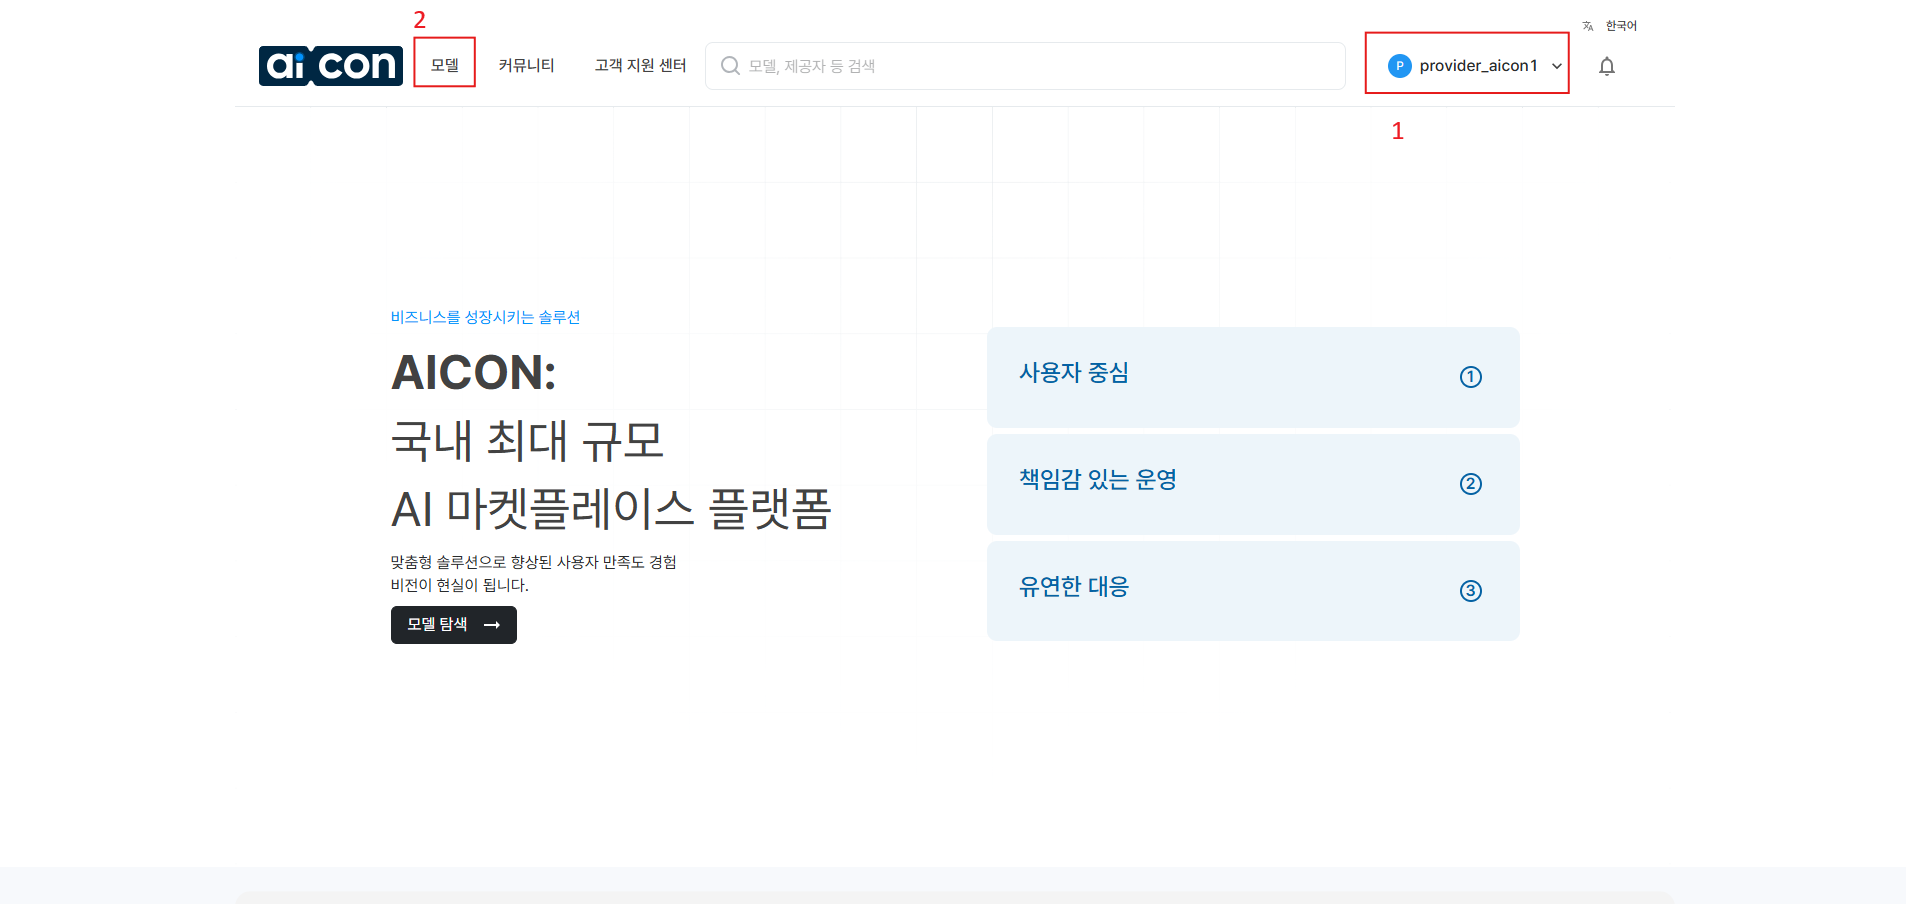 2
한국어
ai con
모델
커뮤니티
고객 지원 센터
모델, 제공자 등 검색
P
provider_aicon1
1
비즈니스를 성장시키는 솔루션
AICON:
국내 최대 규모
AI 마켓플레이스 플랫폼
맞춤형 솔루션으로 향상된 사용자 만족도 경험
비전이 현실이 됩니다.
모델 탐색 →
사용자 중심
①
책임감 있는 운영
②
유연한 대응
③